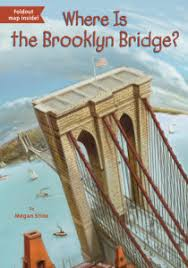 Foldout
map inside!
Where Is
the Brooklyn Bridge?
by
Megan Stine